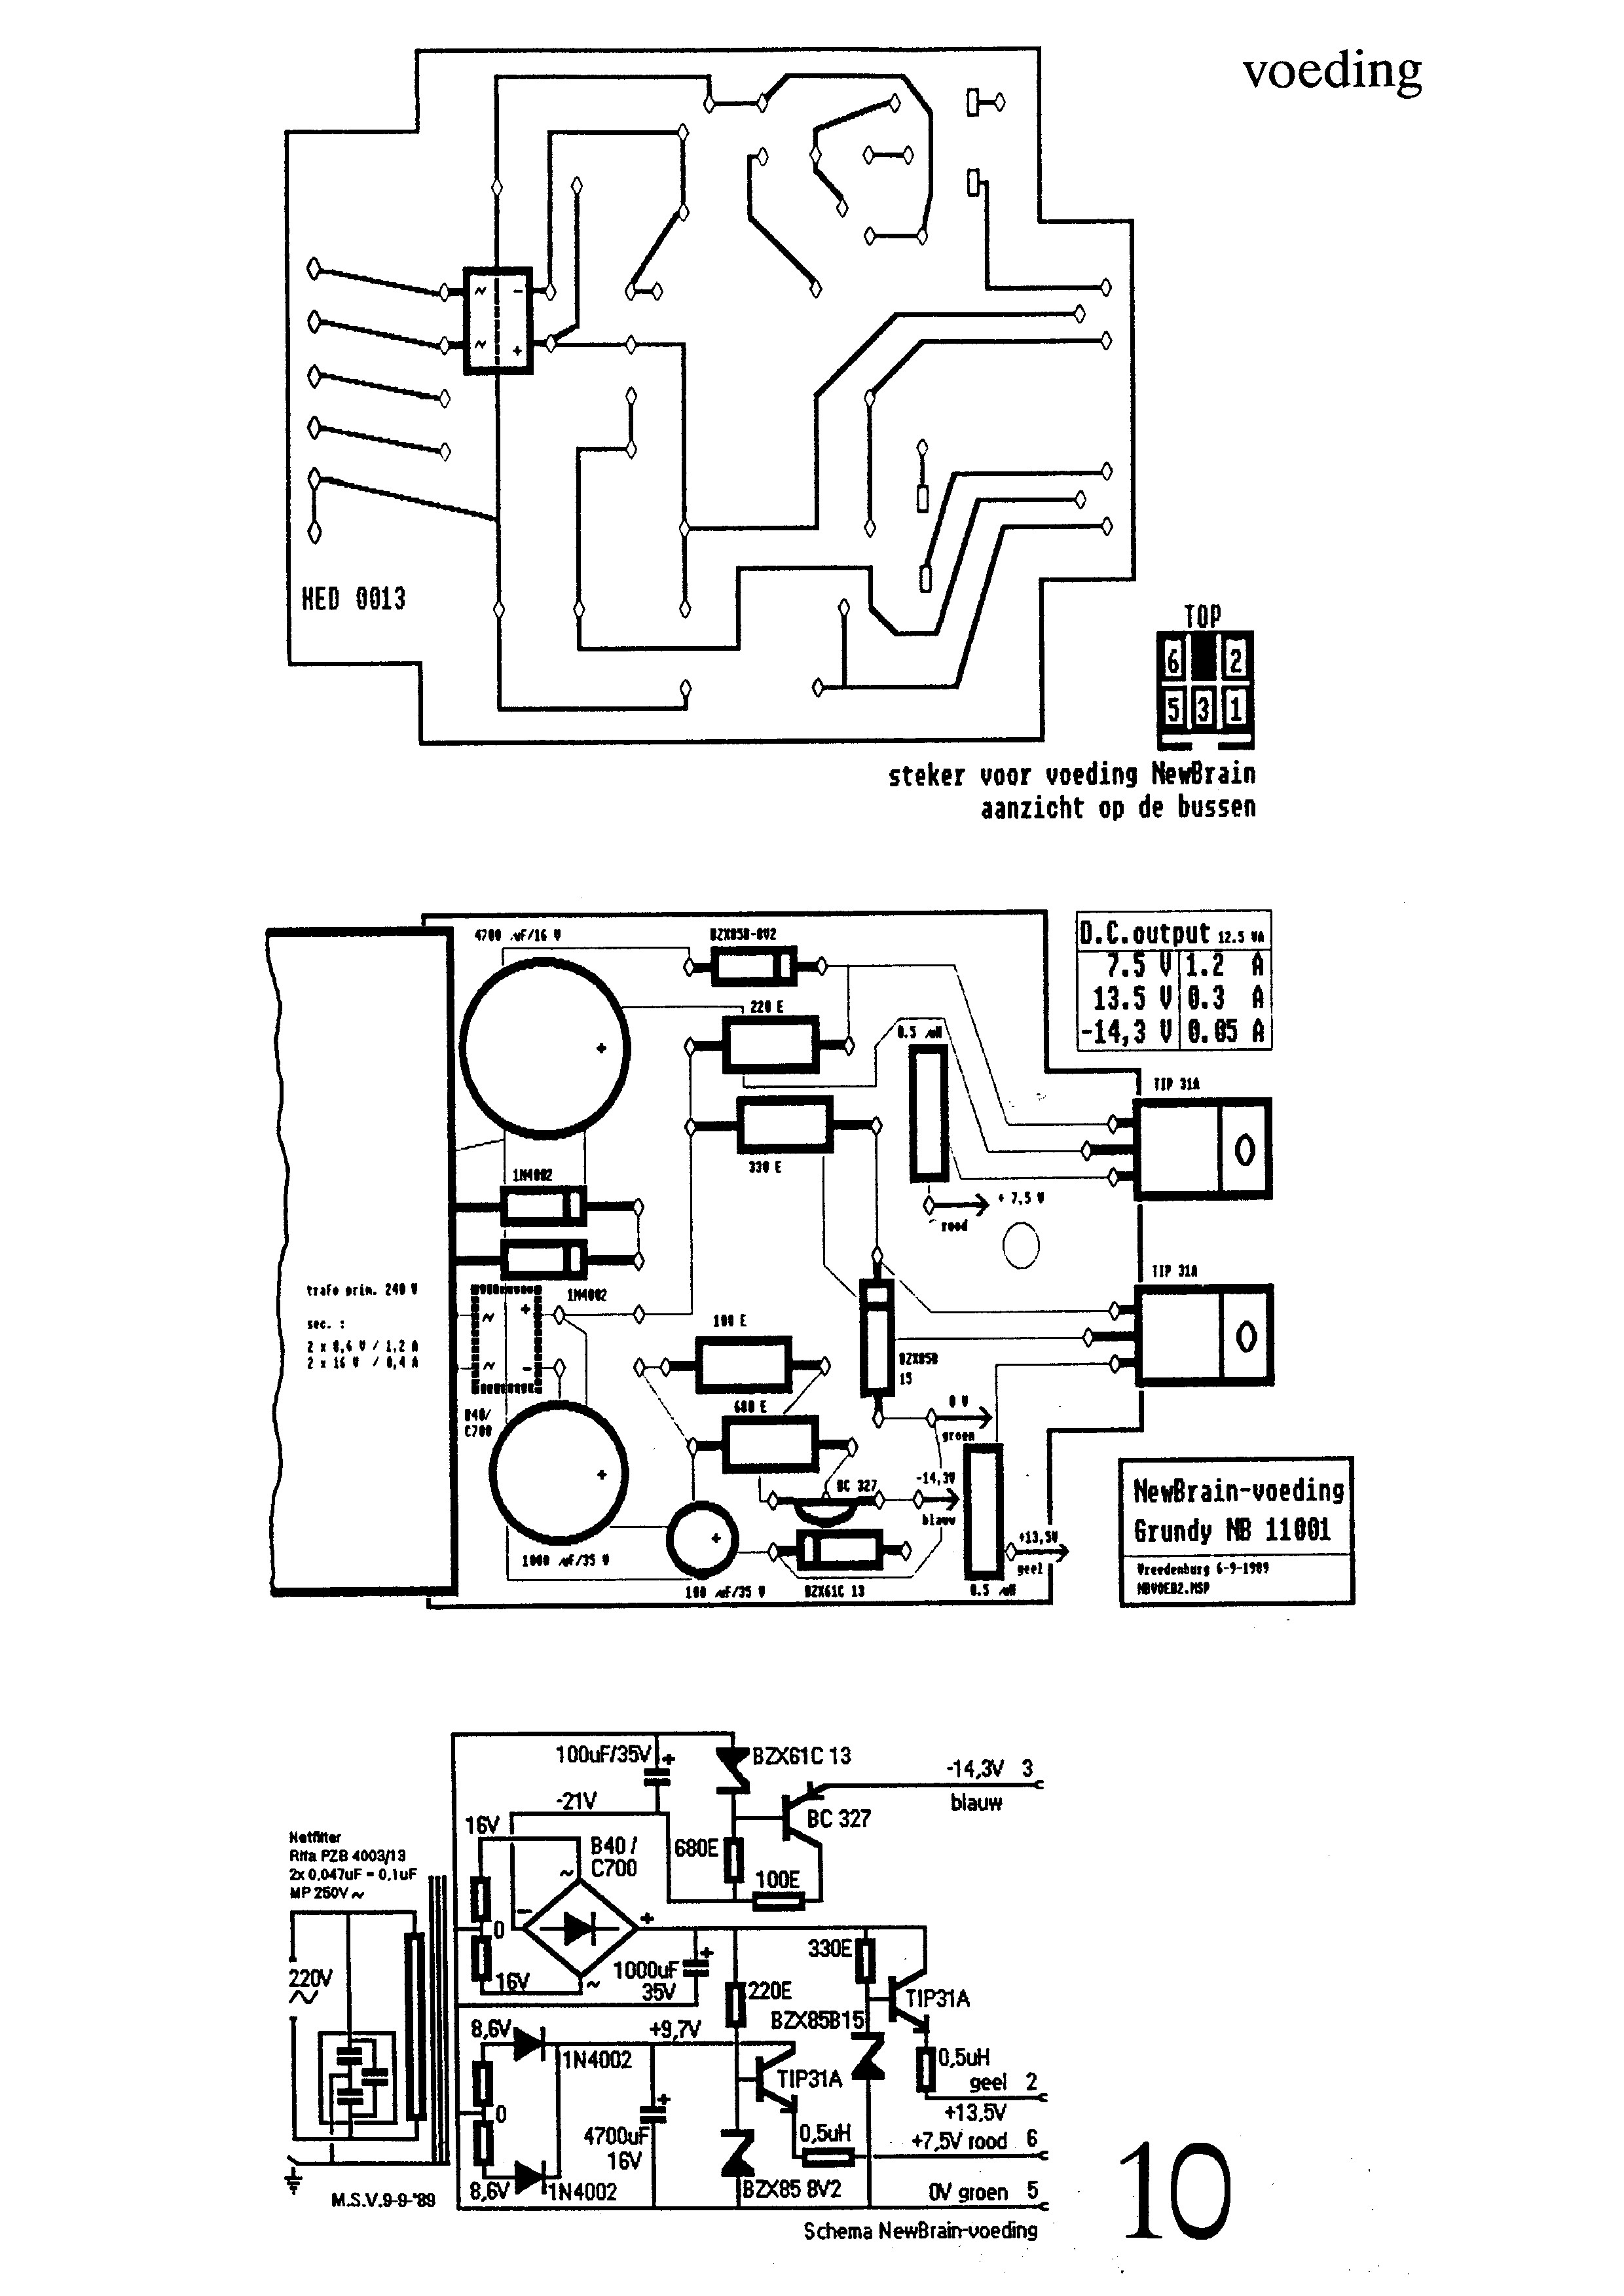 voeding
~ -
~ +
NED 0013
TOP
6 2
5 3 1
steker voor voeding NewBrain
aanzicht op de bussen
4700 uF/16 V
BZX85B-8V2
D.C.output 12.5 VA
7.5 V 1.2 A
13.5 V 0.3 A
-14,3 V 0.05 A
220 E
0.5 uH
+
TIP 31A
330 E
1N4002
+ 7,5 V
rood
1N4002
TIP 31A
trafo prim. 240 V
sec. :
2 x 8,6 V / 1,2 A
2 x 16 V / 0,4 A
~ +
~ -
B40/
C700
100 E
BZX85B
15
0 V
groen
680 E
+
BC 327
-14,3V
blauw
+
+13,5V
geel
1000 uF/35 V
100 uF/35 V
BZX61C 13
0.5 uH
NewBrain-voeding
Grundy NB 11001
Vreedenburg 6-9-1989
NBVOEB2.MSP
100uF/35V
+
BZX61C 13
-14,3V 3
blauw
-21V
BC 327
16V
B40 /
C700
680E
100E
Netfilter
Rifa PZB 4003/13
2x 0,047uF = 0,1uF
MP 250V ~
~
-
+
0
16V
~
1000uF
35V
+
220E
330E
TIP31A
BZX85B15
220V
~
8,6V
1N4002
+9,7V
TIP31A
0,5uH
geel 2
+13,5V
0
4700uF
16V
+
0,5uH
+7,5V rood 6
8,6V
1N4002
BZX85 8V2
0V groen 5
M.S.V.9-9-'89
Schema NewBrain-voeding
10